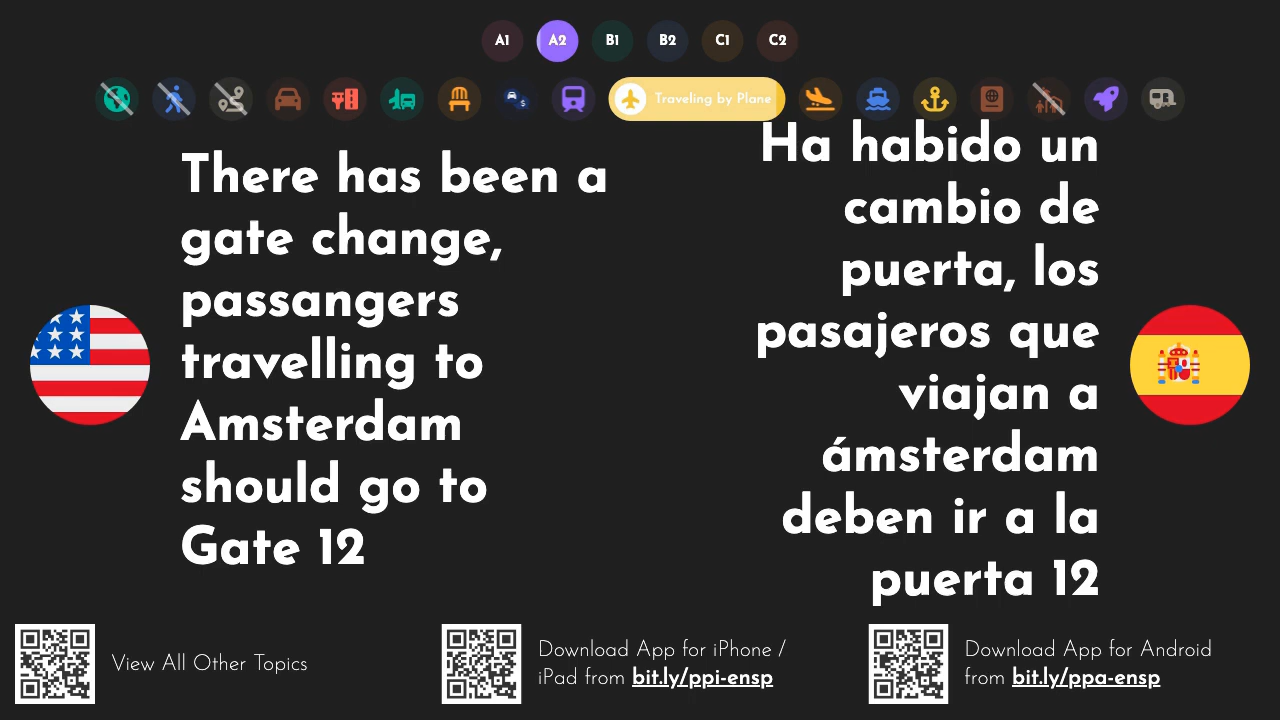 A1 A2 B1 B2 C1 C2
Traveling by Plane
There has been a
gate change,
passangers
travelling to
Amsterdam
should go to
Gate 12
Ha habido un
cambio de
puerta, los
pasajeros que
viajan a
ámsterdam
deben ir a la
puerta 12
View All Other Topics
Download App for iPhone /
iPad from bit.ly/ppi-ensp
Download App for Android
from bit.ly/ppa-ensp